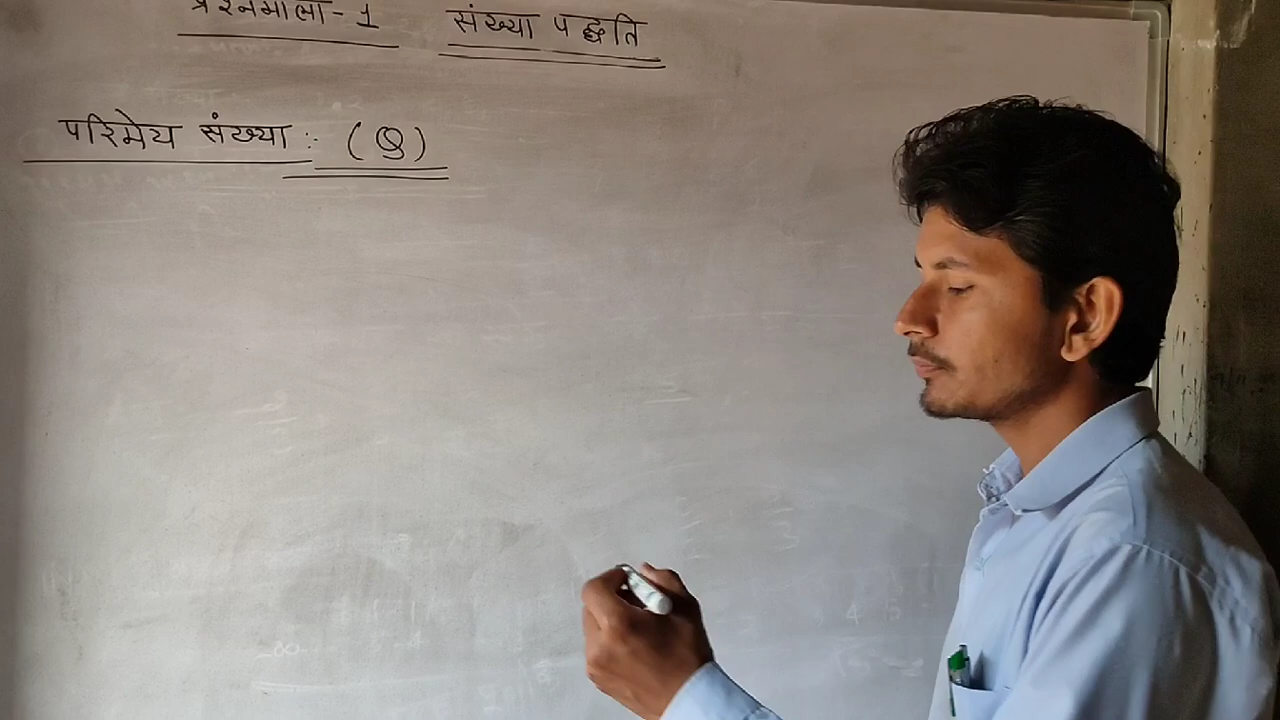 प्रश्नमाला - 1 संख्या पद्धति
परिमेय संख्या :- (Q)